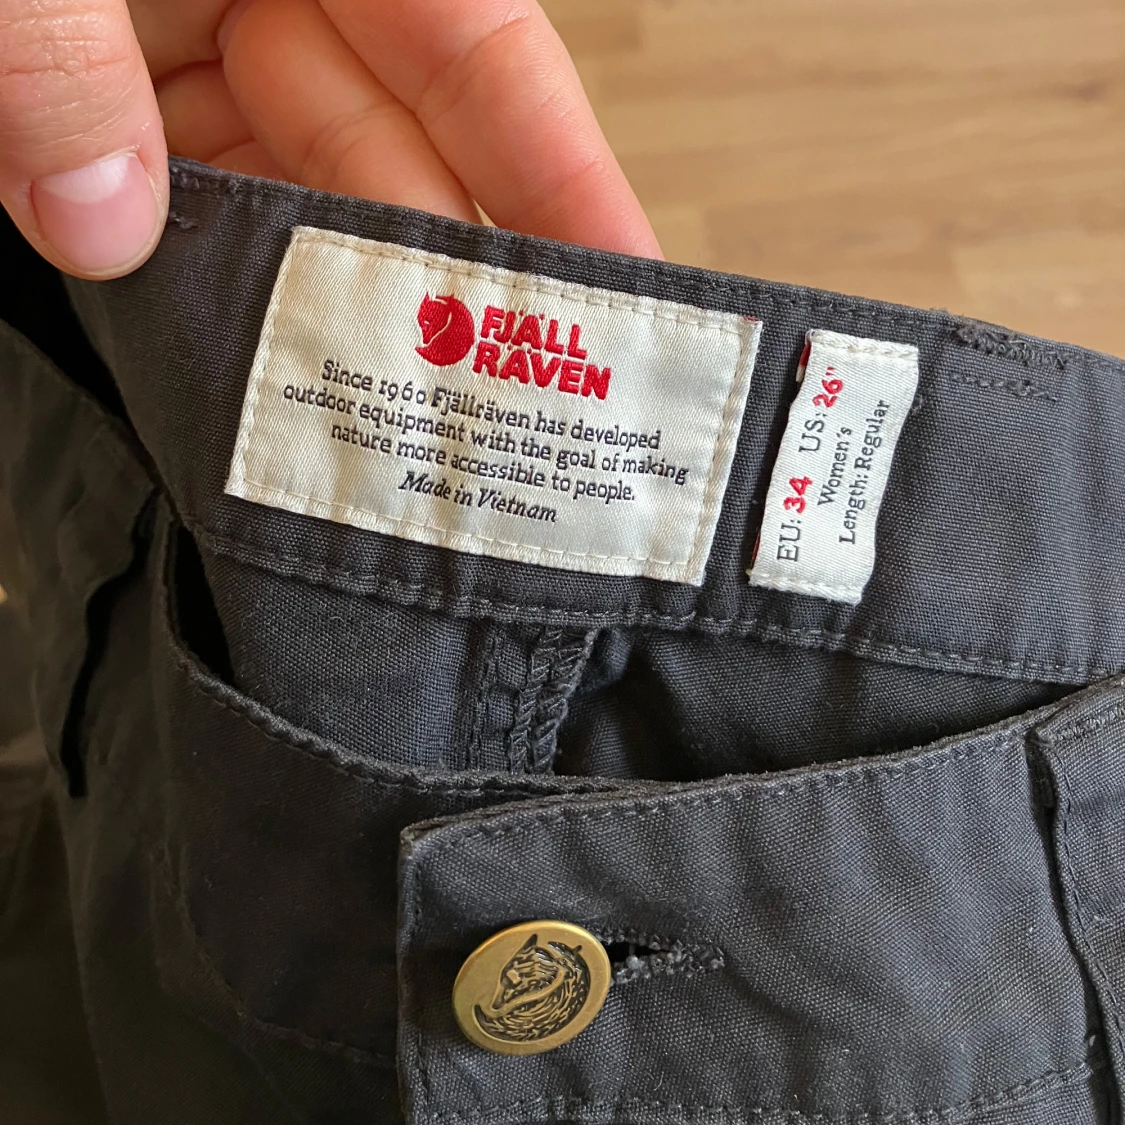 FJÄLL
RÄVEN
Since 1960 Fjällräven has developed
outdoor equipment with the goal of making
nature more accessible to people.
Made in Vietnam
EU: 34 US: 26"
Women's
Length: Regular